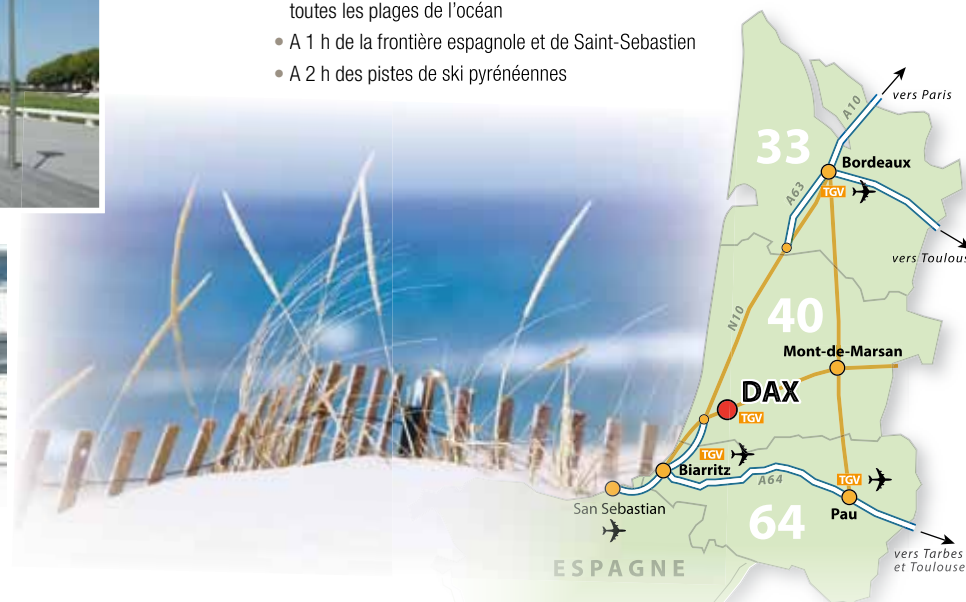 toutes les plages de l'océan
• A 1 h de la frontière espagnole et de Saint-Sebastien
• A 2 h des pistes de ski pyrénéennes
vers Paris
A10
33
Bordeaux
TGV
A63
vers Toulous
N10
40
Mont-de-Marsan
DAX
TGV
TGV
Biarritz
A64
TGV
San Sebastian
64
Pau
ESPAGNE
vers Tarbes
et Toulouse